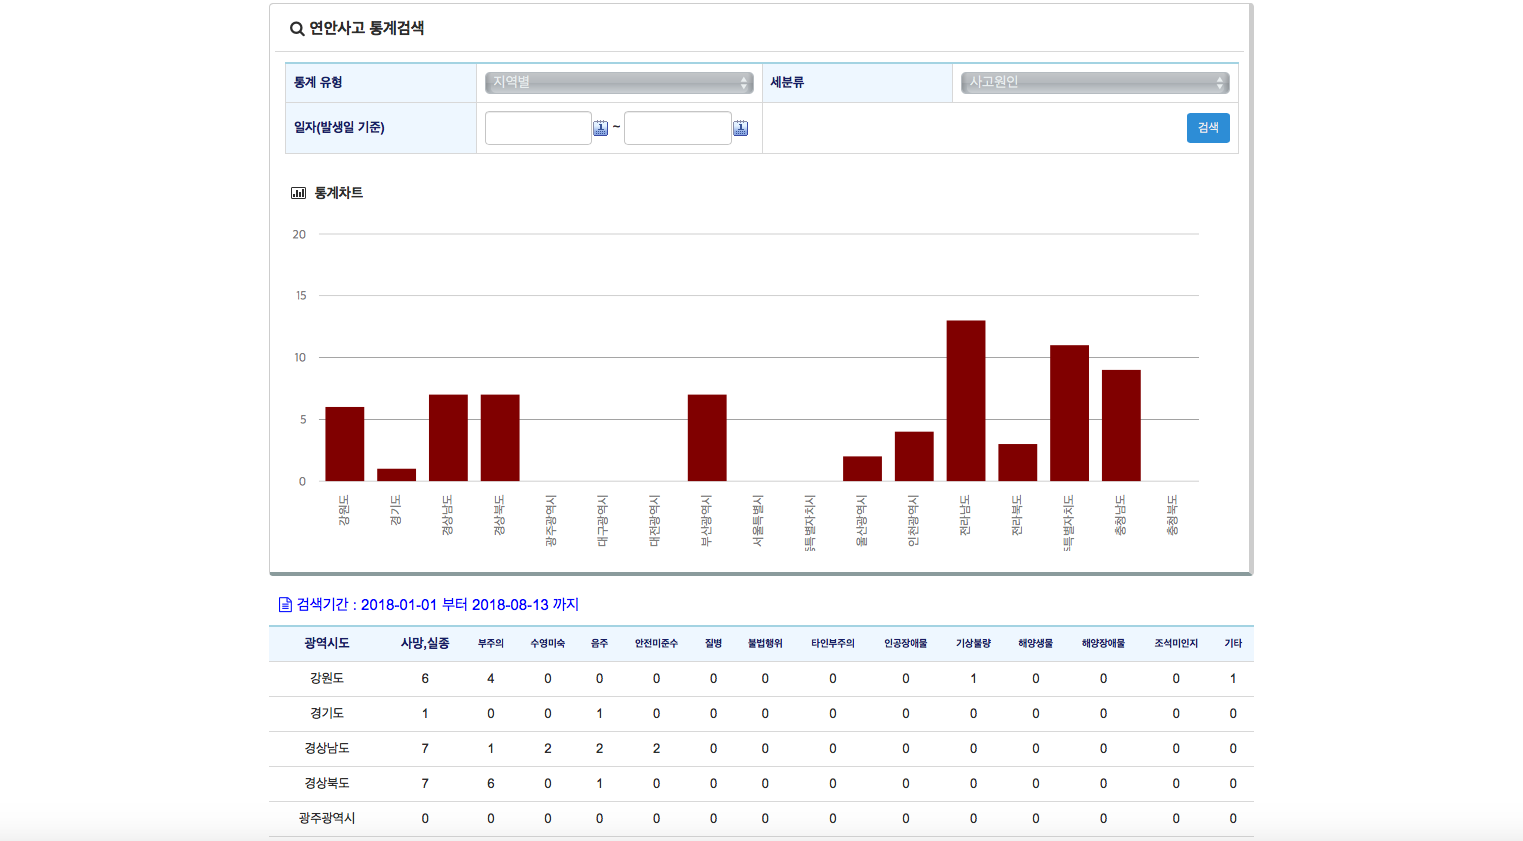 연안사고 통계검색
통계 유형 지역별 세분류 사고원인
일자(발생일 기준) ~ 검색
통계차트
20
15
10
5
0
강원도 경기도 경상남도 경상북도 광주광역시 대구광역시 대전광역시 부산광역시 서울특별시 특별자치시 울산광역시 인천광역시 전라남도 전라북도 특별자치도 충청남도 충청북도
검색기간 : 2018-01-01 부터 2018-08-13 까지
광역시도 사망,실종 부주의 수영미숙 음주 안전미준수 질병 불법행위 타인부주의 인공장애물 기상불량 해양생물 해양장애물 조석미인지 기타
강원도 6 4 0 0 0 0 0 0 0 1 0 0 0 1
경기도 1 0 0 1 0 0 0 0 0 0 0 0 0 0
경상남도 7 1 2 2 2 0 0 0 0 0 0 0 0 0
경상북도 7 6 0 1 0 0 0 0 0 0 0 0 0 0
광주광역시 0 0 0 0 0 0 0 0 0 0 0 0 0 0